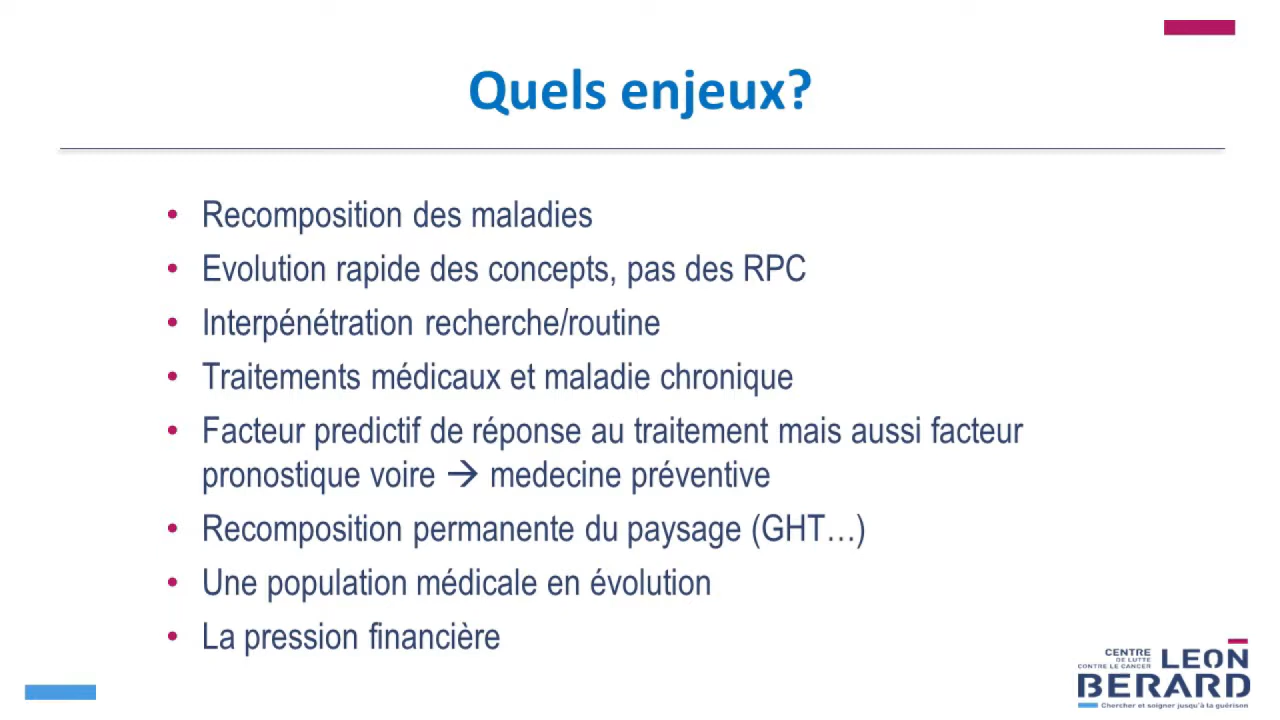 Quels enjeux?
• Recomposition des maladies
• Evolution rapide des concepts, pas des RPC
• Interpénétration recherche/routine
• Traitements médicaux et maladie chronique
• Facteur predictif de réponse au traitement mais aussi facteur
pronostique voire → medecine préventive
• Recomposition permanente du paysage (GHT…)
• Une population médicale en évolution
• La pression financière
CENTRE
DE LUTTE
CONTRE LE CANCER
LEON
BERARD
Chercher et soigner jusqu'à la guérison